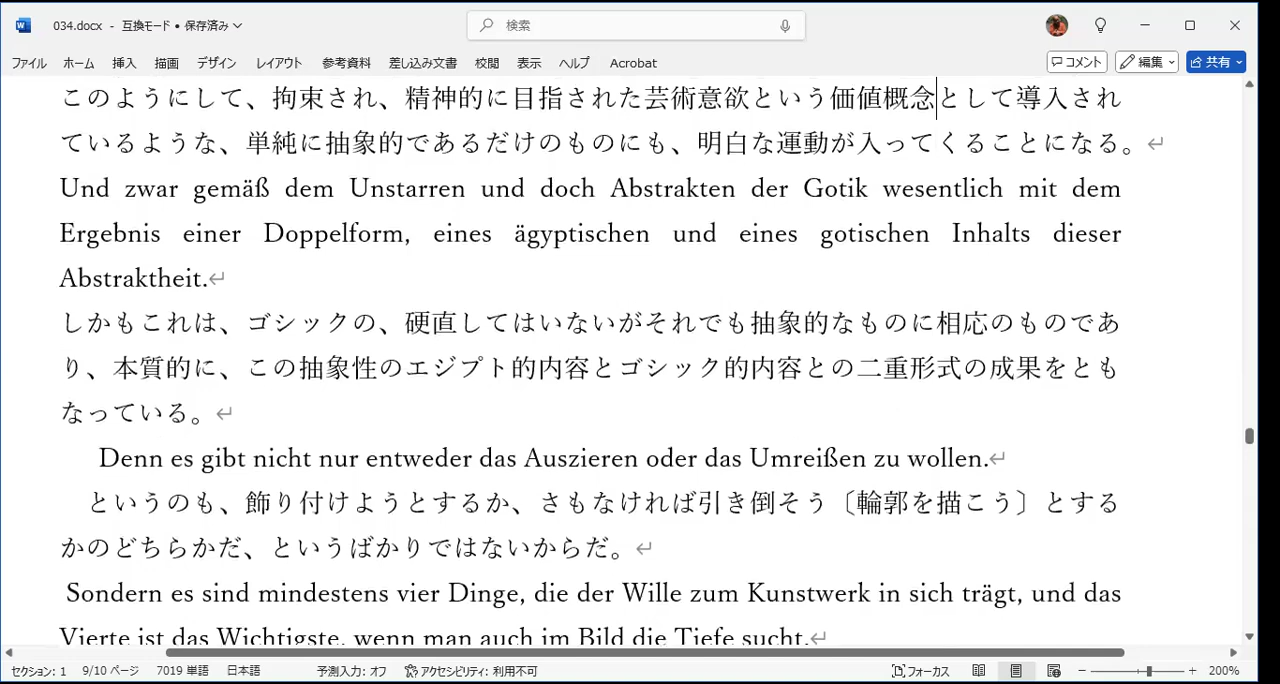 034.docx - 互換モード • 保存済み
検索
ファイル ホーム 挿入 描画 デザイン レイアウト 参考資料 差し込み文書 校閲 表示 ヘルプ Acrobat コメント 編集 共有
このようにして、拘束され、精神的に目指された芸術意欲という価値概念として導入され
ているような、単純に抽象的であるだけのものにも、明白な運動が入ってくることになる。↵
Und zwar gemäß dem Unstarren und doch Abstrakten der Gotik wesentlich mit dem
Ergebnis einer Doppelform, eines ägyptischen und eines gotischen Inhalts dieser
Abstraktheit.↵
しかもこれは、ゴシックの、硬直してはいないがそれでも抽象的なものに相応のものであ
り、本質的に、この抽象性のエジプト的内容とゴシック的内容との二重形式の成果をとも
なっている。↵
Denn es gibt nicht nur entweder das Auszieren oder das Umreißen zu wollen.↵
というのも、飾り付けようとするか、さもなければ引き倒そう〔輪郭を描こう〕とする
かのどちらかだ、というばかりではないからだ。↵
Sondern es sind mindestens vier Dinge, die der Wille zum Kunstwerk in sich trägt, und das
Vierte ist das Wichtigste, wenn man auch im Bild die Tiefe sucht.↵
セクション: 1 9/10 ページ 7019 単語 日本語 予測入力: オフ アクセシビリティ: 利用不可 フォーカス 200%